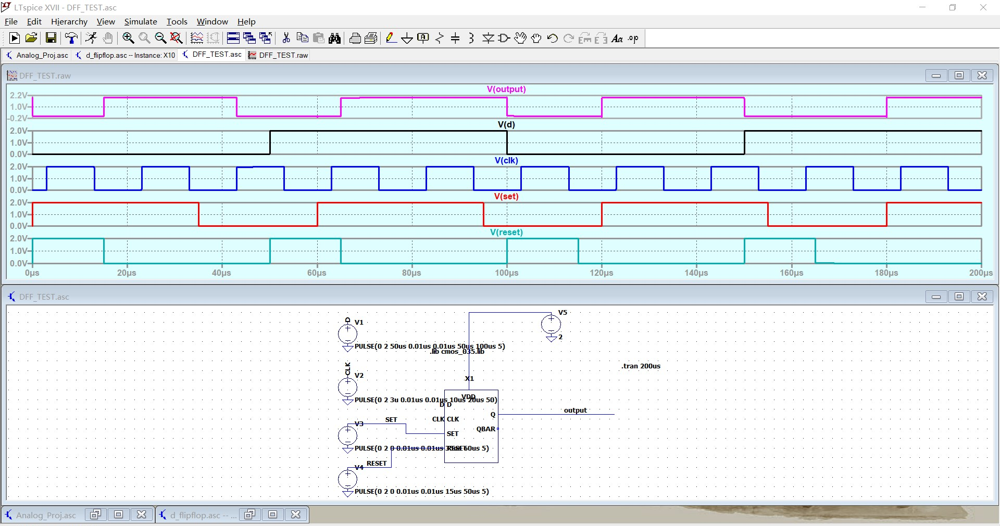 LTspice XVII - DFF_TEST.asc
File Edit Hierarchy View Simulate Tools Window Help
Analog_Proj.asc d_flipflop.asc -- Instance: X10 DFF_TEST.asc DFF_TEST.raw
DFF_TEST.raw
V(output)
2.2V
1.0V
-0.2V
V(d)
2.0V
1.0V
0.0V
V(clk)
2.0V
1.0V
0.0V
V(set)
2.0V
1.0V
0.0V
V(reset)
2.0V
1.0V
0.0V
0µs 20µs 40µs 60µs 80µs 100µs 120µs 140µs 160µs 180µs 200µs
DFF_TEST.asc
D
V1
PULSE(0 2 50us 0.01us 0.01us 50us 100us 5)
.lib cmos_035.lib
V5
2
.tran 200us
CLK
V2
PULSE(0 2 3u 0.01us 0.01us 10us 20us 50)
X1
VDD
D D
CLK CLK
SET
RESET
Q
QBAR
output
V3
SET
PULSE(0 2 0 0.01us 0.01us 35us 60us 5)
V4
RESET
PULSE(0 2 0 0.01us 0.01us 15us 50us 5)
Analog_Proj.asc d_flipflop.asc -- ...
.op